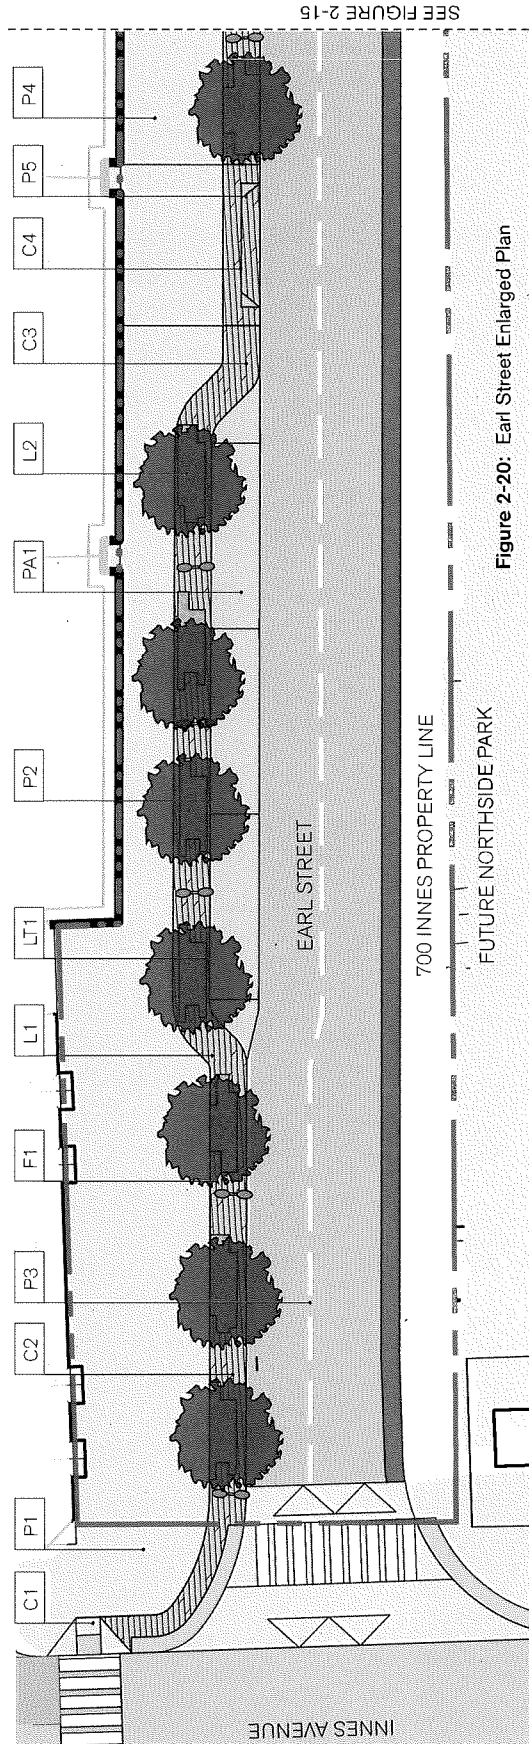 SEE FIGURE 2-15
P4
P5
C4
C3
L2
PA1
P2
LT1
L1
F1
P3
C2
P1
C1
EARL STREET
700 INNES PROPERTY LINE
FUTURE NORTHSIDE PARK
INNES AVENUE
Figure 2-20: Earl Street Enlarged Plan